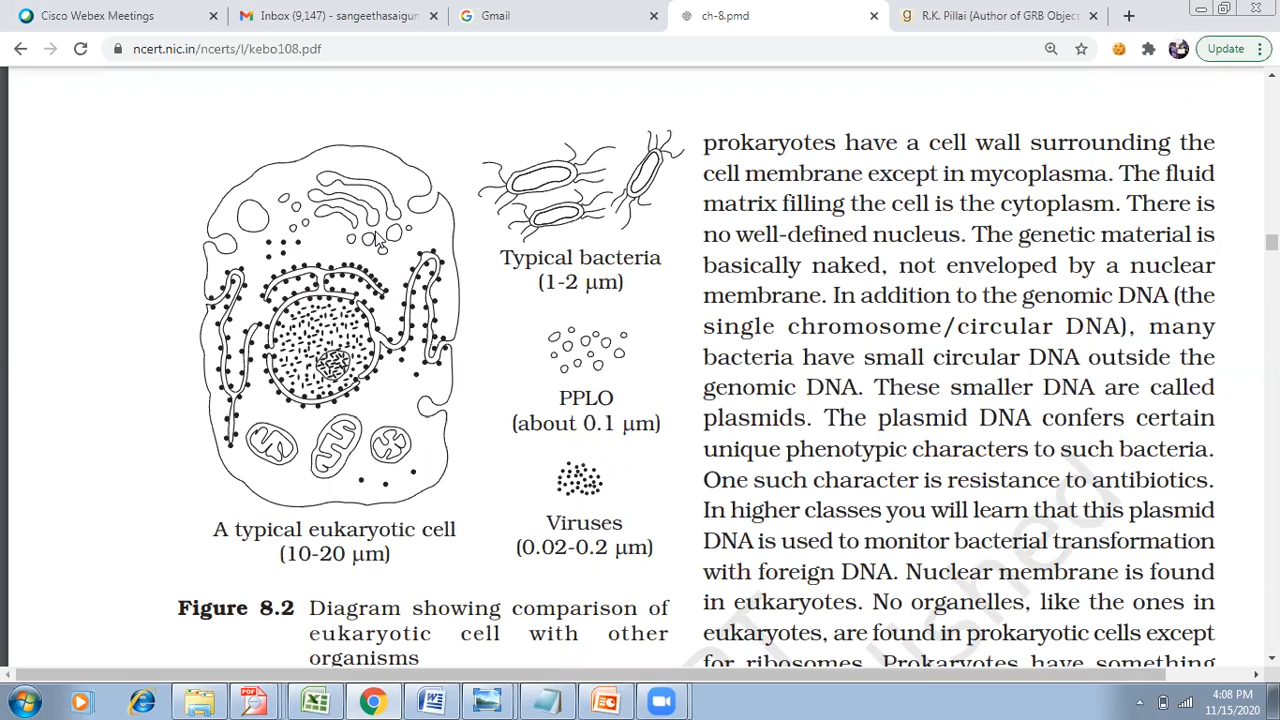 Cisco Webex Meetings
Inbox (9,147) - sangeethasaigun
Gmail
ch-8.pmd
R.K. Pillai (Author of GRB Object
ncert.nic.in/ncerts/l/kebo108.pdf
Update
Typical bacteria
(1-2 μm)
PPLO
(about 0.1 μm)
Viruses
(0.02-0.2 μm)
A typical eukaryotic cell
(10-20 μm)
Figure 8.2 Diagram showing comparison of
eukaryotic cell with other
organisms
prokaryotes have a cell wall surrounding the
cell membrane except in mycoplasma. The fluid
matrix filling the cell is the cytoplasm. There is
no well-defined nucleus. The genetic material is
basically naked, not enveloped by a nuclear
membrane. In addition to the genomic DNA (the
single chromosome/circular DNA), many
bacteria have small circular DNA outside the
genomic DNA. These smaller DNA are called
plasmids. The plasmid DNA confers certain
unique phenotypic characters to such bacteria.
One such character is resistance to antibiotics.
In higher classes you will learn that this plasmid
DNA is used to monitor bacterial transformation
with foreign DNA. Nuclear membrane is found
in eukaryotes. No organelles, like the ones in
eukaryotes, are found in prokaryotic cells except
for ribosomes. Prokaryotes have something
4:08 PM
11/15/2020